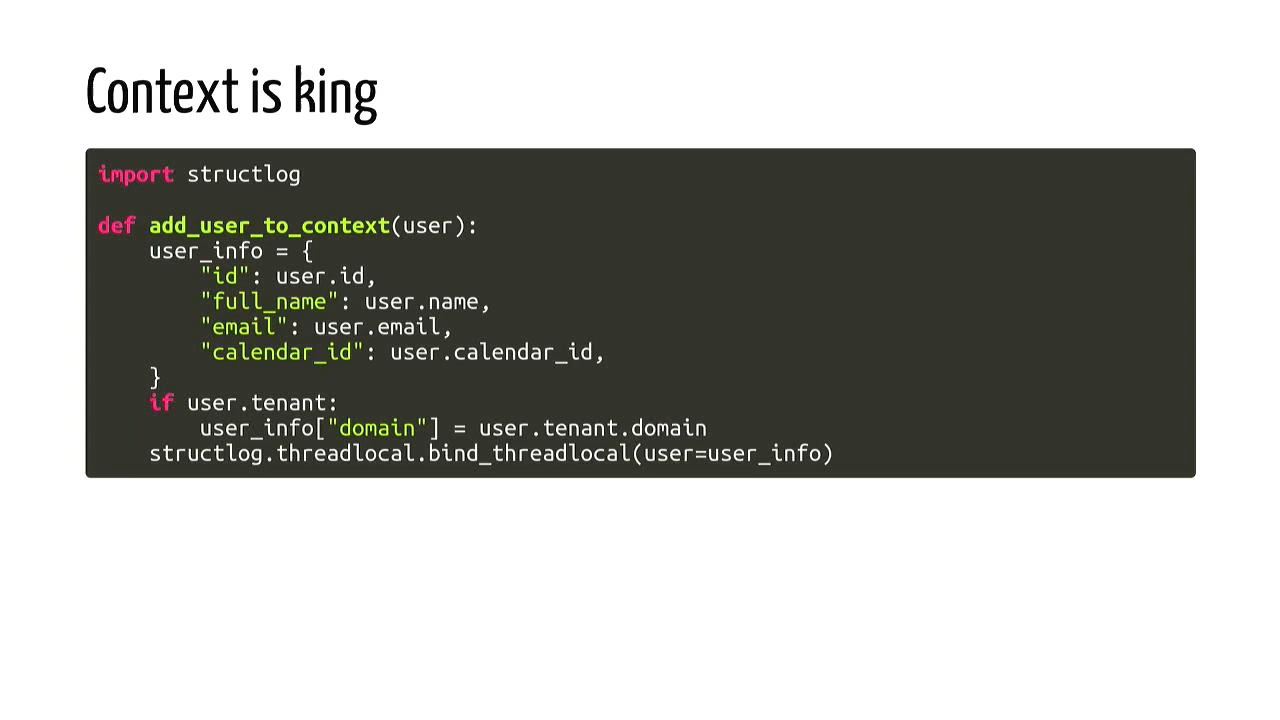 Context is king
import structlog
def add_user_to_context(user):
    user_info = {
        "id": user.id,
        "full_name": user.name,
        "email": user.email,
        "calendar_id": user.calendar_id,
    }
    if user.tenant:
        user_info["domain"] = user.tenant.domain
    structlog.threadlocal.bind_threadlocal(user=user_info)